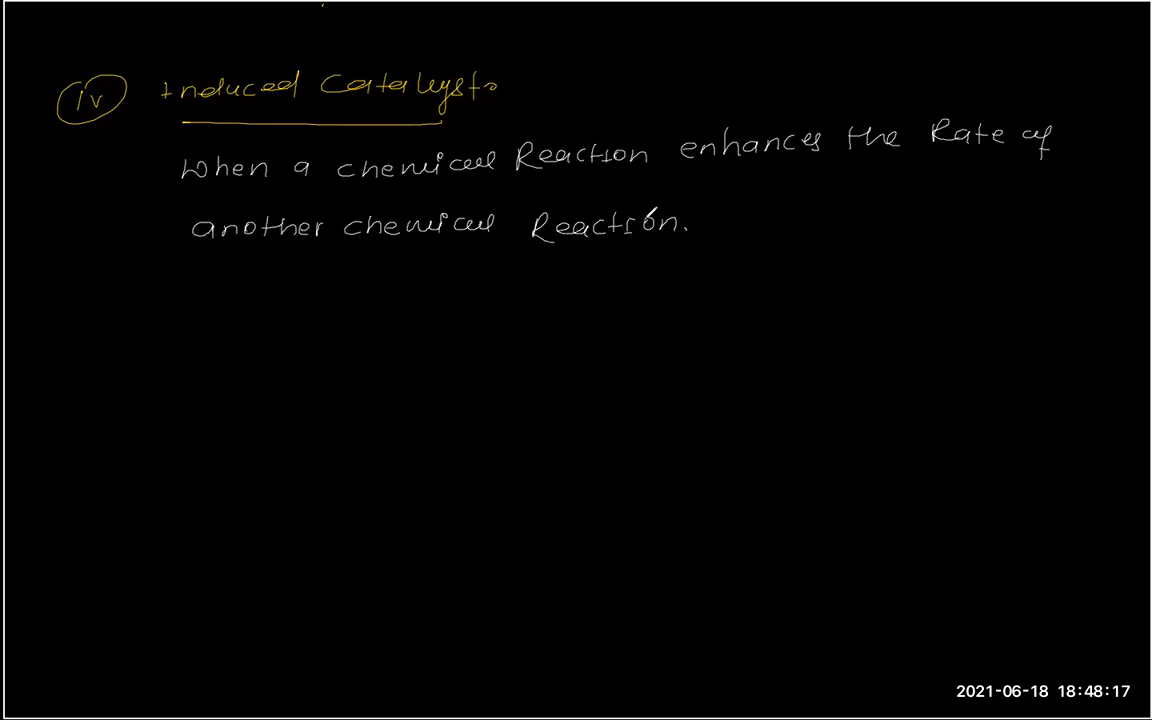 iv Induced Catalysts
When a chemical Reaction enhances the Rate of
another chemical Reaction.
2021-06-18 18:48:17